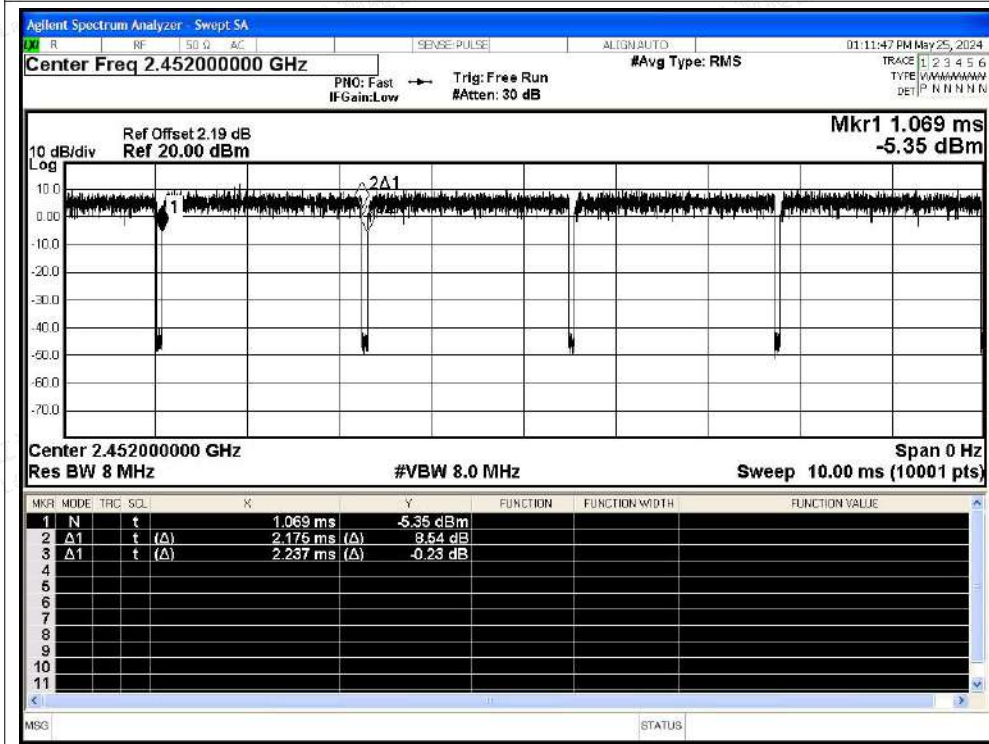 Agilent Spectrum Analyzer - Swept SA
LXI R RF 50 Ω AC SENSE:PULSE ALIGN AUTO 01:11:47 PM May 25, 2024
Center Freq 2.452000000 GHz #Avg Type: RMS TRACE 1 2 3 4 5 6
PNO: Fast Trig: Free Run TYPE
IFGain:Low #Atten: 30 dB DET P N N N N N
Mkr1 1.069 ms
Ref Offset 2.19 dB
10 dB/div Ref 20.00 dBm -5.35 dBm
Log
10.0
2Δ1
1
0.00
-10.0
-20.0
-30.0
-40.0
-50.0
-60.0
-70.0
Center 2.452000000 GHz Span 0 Hz
Res BW 8 MHz #VBW 8.0 MHz Sweep 10.00 ms (10001 pts)
MKR MODE TRC SCL X Y FUNCTION FUNCTION WIDTH FUNCTION VALUE
1 N t 1.069 ms -5.35 dBm
2 Δ1 t (Δ) 2.175 ms (Δ) 8.54 dB
3 Δ1 t (Δ) 2.237 ms (Δ) -0.23 dB
4
5
6
7
8
9
10
11
MSG STATUS